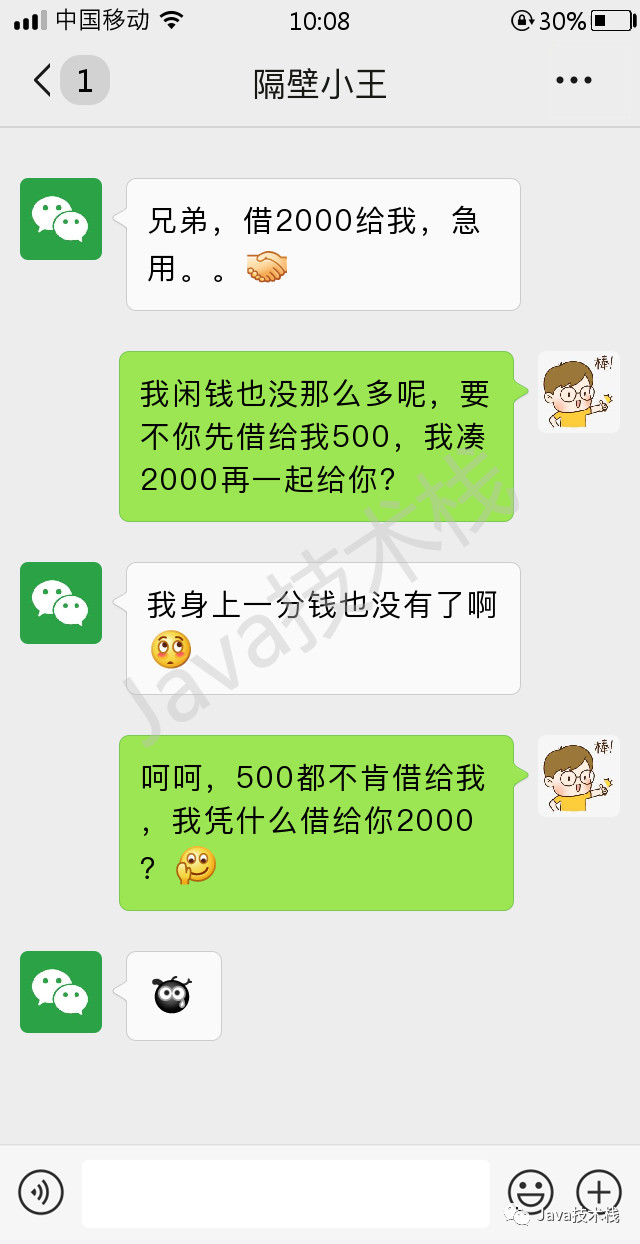 中国移动 10:08 30%
1 隔壁小王
兄弟，借2000给我，急
用。。
棒!
我闲钱也没那么多呢，要
不你先借给我500，我凑
2000再一起给你?
我身上一分钱也没有了啊
棒!
呵呵，500都不肯借给我
，我凭什么借给你2000
?
Java技术栈
Java技术栈